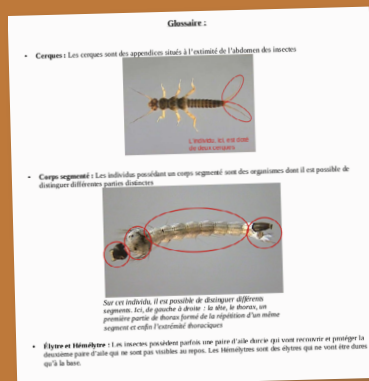 Glossaire :
• Cerques : Les cerques sont des appendices situés à l'extimité de l'abdomen des insectes
L'individu, ici, est doté
de deux cerques
• Corps segmenté : Les individus possédant un corps segmenté sont des organismes dont il est possible de
distinguer différentes parties distinctes
Sur cet individu, il est possible de distinguer différents
segments. Ici, de gauche à droite : la tête, le thorax, un
première partie de thorax formé de la répétition d'un même
segment et enfin l'extrémité thoraciques
• Élytre et Hémélytre : Les insectes possèdent parfois une paire d'aile durcie qui vont recouvrir et protéger la
deuxième paire d'aile qui ne sont pas visibles au repos. Les Hémélytres sont des élytres qui ne vont être dures
qu'à la base.